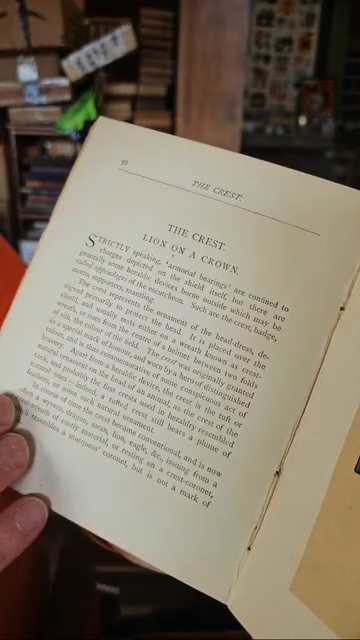 56
THE CREST.
THE CREST.
LION ON A CROWN.
STRICTLY speaking, 'armorial bearings' are confined to
charges depicted on the shield itself, but there are
generally some heraldic devices borne outside which may be
called appendages of the escutcheon. Such are the crest, badge,
motto, supporters, mantling.
The crest represents the ornament of the head-dress, de-
signed primarily to protect the head. It is placed over the
shield, and usually rests either on a wreath known as crest-
wreath, or rises from the centre of a helmet between two folds
of silk, the colour of the field. The crest was originally granted
as a special mark of honour, and worn by a hero of distinguished
valour, and is thus commemorative of some conspicuous act of
bravery. Apart from a heraldic device, the crest is the tuft or
natural ornament on the head of an animal, as the crest of the
cock, and probably the first crests used in heraldry resembled
natural ones—indeed, a tufted crest still bears a plume of
feathers, or some such natural ornament.
In course of time the crest became conventional, and is now
often a wyvern, dragon, swan, lion, eagle, &c., issuing from a
crest-wreath of costly material, or resting on a crest-coronet,
which resembles a marquess' coronet, but is not a mark of